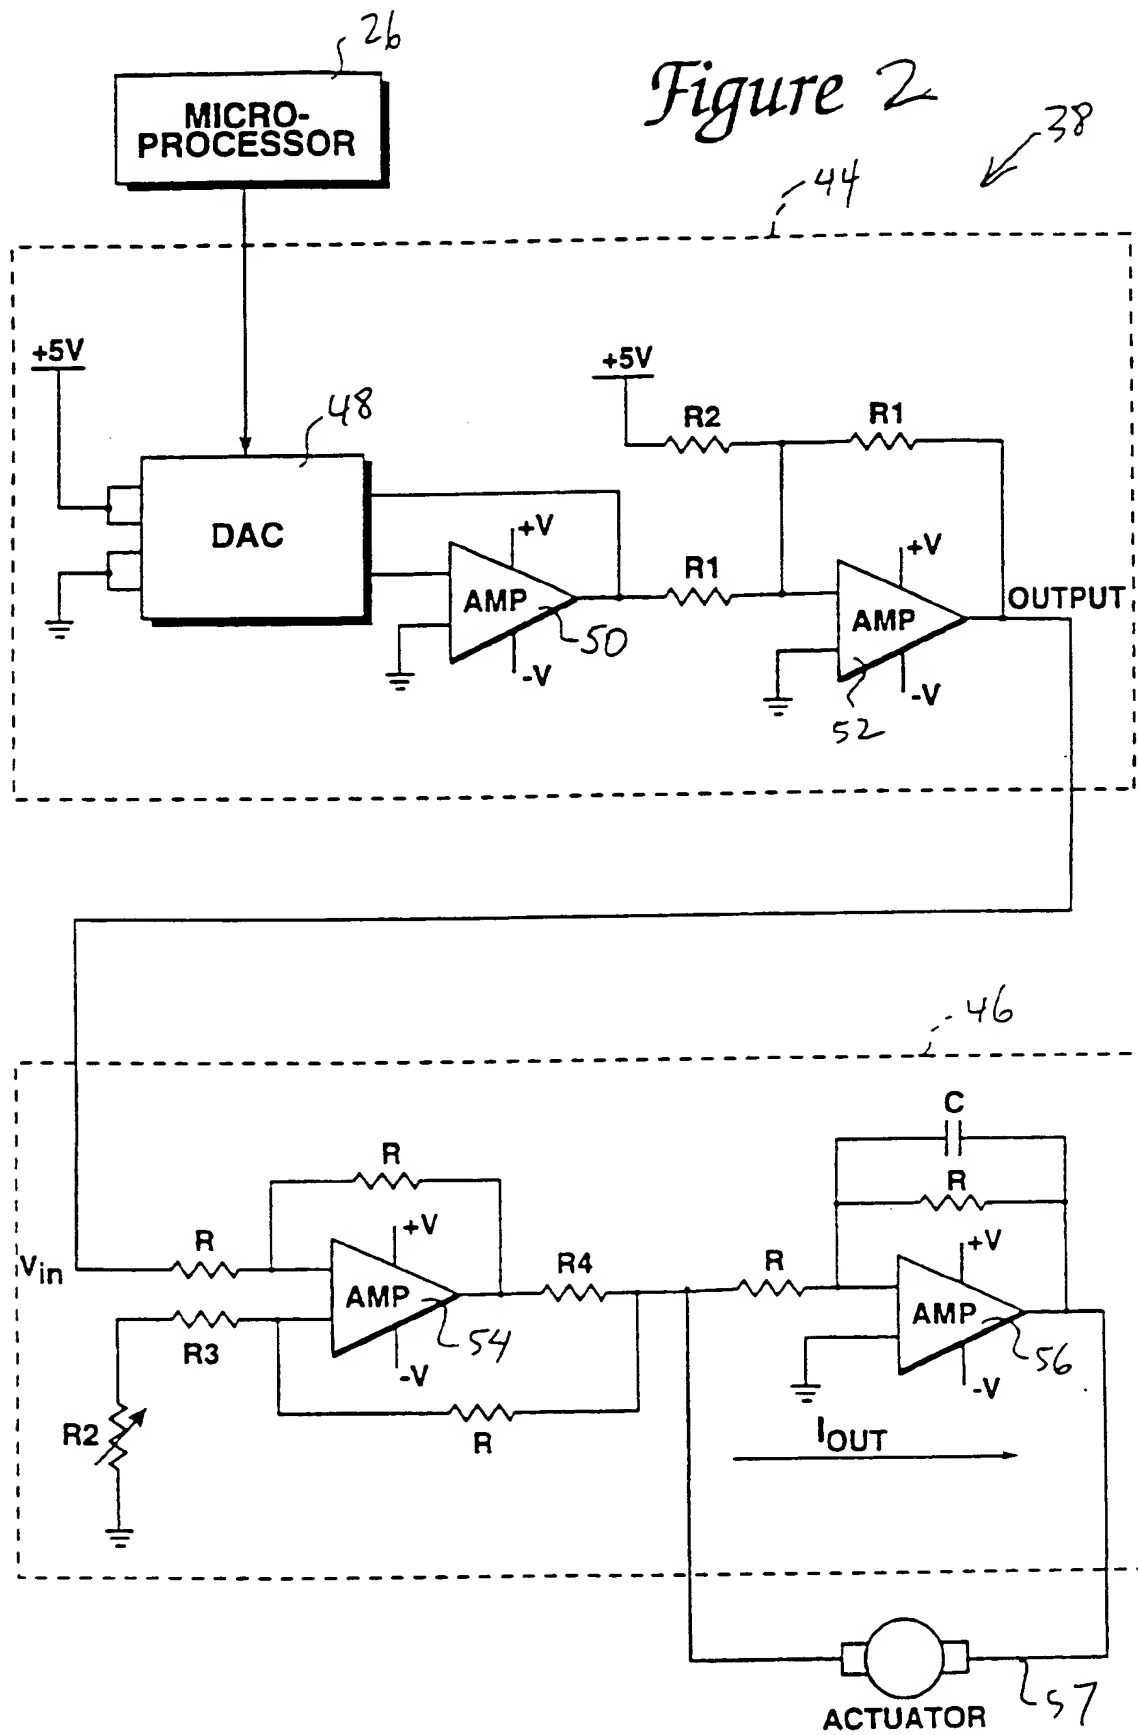 26
Figure 2
MICRO-
PROCESSOR
38
44
+5V
+5V
48
R2
R1
DAC
+V
+V
R1
OUTPUT
AMP
AMP
50
-V
-V
52
46
C
R
R
+V
+V
Vin
R
R4
R
AMP
AMP
54
56
R3
-V
-V
R2
R
IOUT
ACTUATOR
57